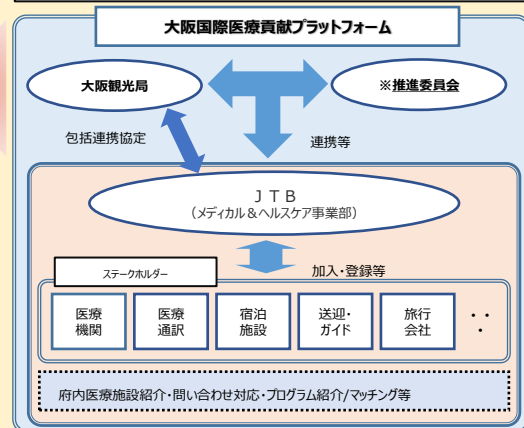 大阪国際医療貢献プラットフォーム
大阪観光局
※推進委員会
包括連携協定
連携等
ＪＴＢ
（メディカル＆ヘルスケア事業部）
ステークホルダー
加入・登録等
医療
機関
医療
通訳
宿泊
施設
送迎・
ガイド
旅行
会社
・・
・
府内医療施設紹介・問い合わせ対応・プログラム紹介/マッチング等